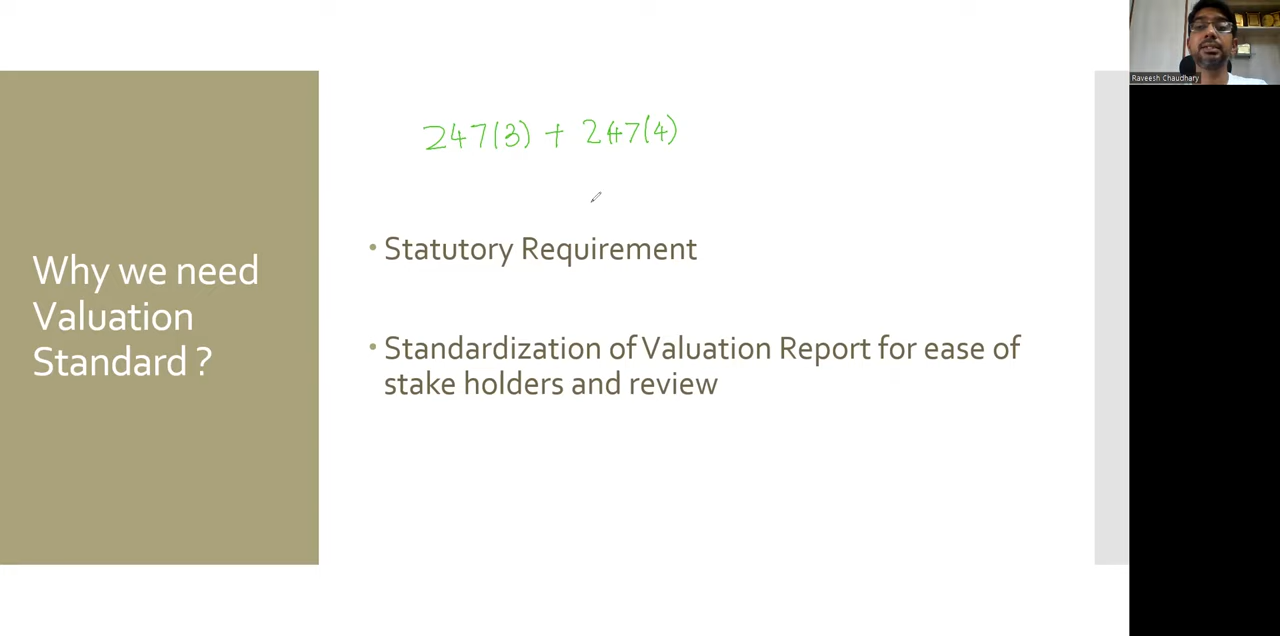 Raveesh Chaudhary
247(3) + 247(4)
Why we need
Valuation
Standard ?
• Statutory Requirement
• Standardization of Valuation Report for ease of
stake holders and review